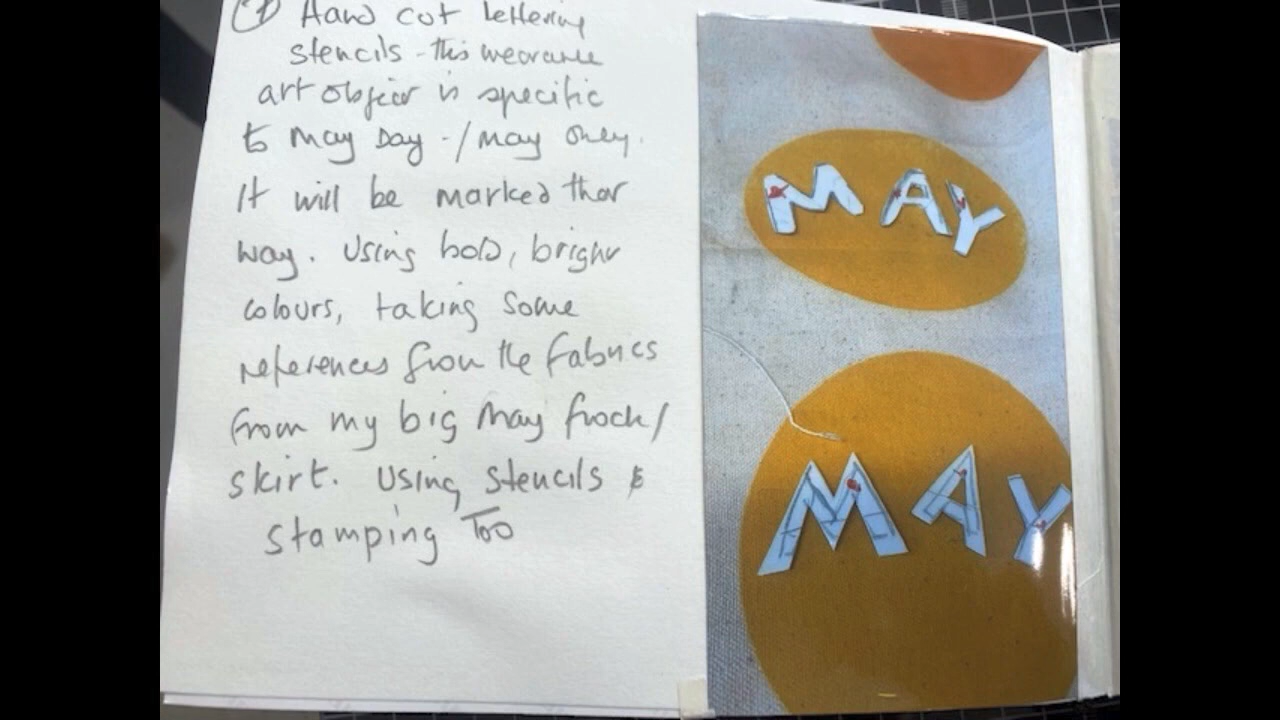 Hand cut lettering
stencils - this wearable
art object is specific
to May Day - / May only.
It will be marked that
way. Using bold, bright
colours, taking some
references from the fabrics
from my big May frock /
skirt. Using stencils &
stamping Too
MAY
MAY